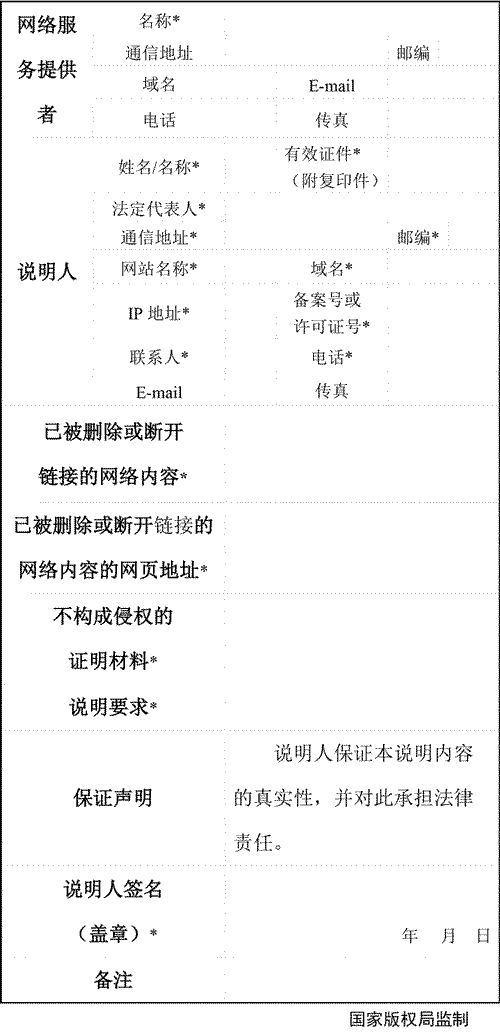 网络服务提供者
名称*
通信地址 邮编
域名 E-mail
电话 传真
说明人
姓名/名称* 有效证件*
（附复印件）
法定代表人*
通信地址* 邮编*
网站名称* 域名*
IP 地址* 备案号或
许可证号*
联系人* 电话*
E-mail 传真
已被删除或断开
链接的网络内容*
已被删除或断开链接的
网络内容的网页地址*
不构成侵权的
证明材料*
说明要求*
保证声明
说明人保证本说明内容
的真实性，并对此承担法律
责任。
说明人签名
（盖章）*
年 月 日
备注
国家版权局监制